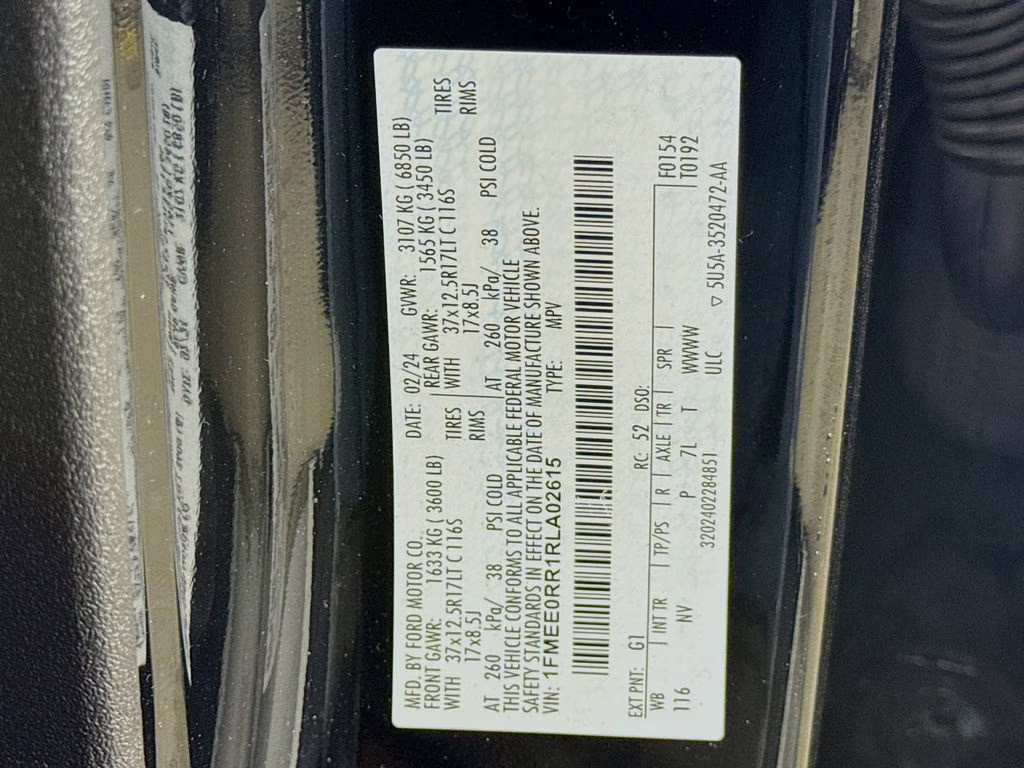 MFD. BY FORD MOTOR CO. DATE: 02/24 GVWR: 3107 KG ( 6850 LB)
FRONT GAWR: 1633 KG ( 3600 LB) REAR GAWR: 1565 KG ( 3450 LB)
WITH 37x12.5R17LT C 116S TIRES WITH 37x12.5R17LT C 116S TIRES
17x8.5J RIMS 17x8.5J RIMS
AT 260 kPa/ 38 PSI COLD AT 260 kPa/ 38 PSI COLD
THIS VEHICLE CONFORMS TO ALL APPLICABLE FEDERAL MOTOR VEHICLE
SAFETY STANDARDS IN EFFECT ON THE DATE OF MANUFACTURE SHOWN ABOVE.
VIN: 1FMEE0RR1RLA02615 TYPE: MPV
EXT PNT: G1 RC: 52 DSO:
WB INTR TP/PS R AXLE TR SPR F0154
116 NV P 7L T WWWW T0192
3202402284851 ULC ▽ 5U5A-3520472-AA